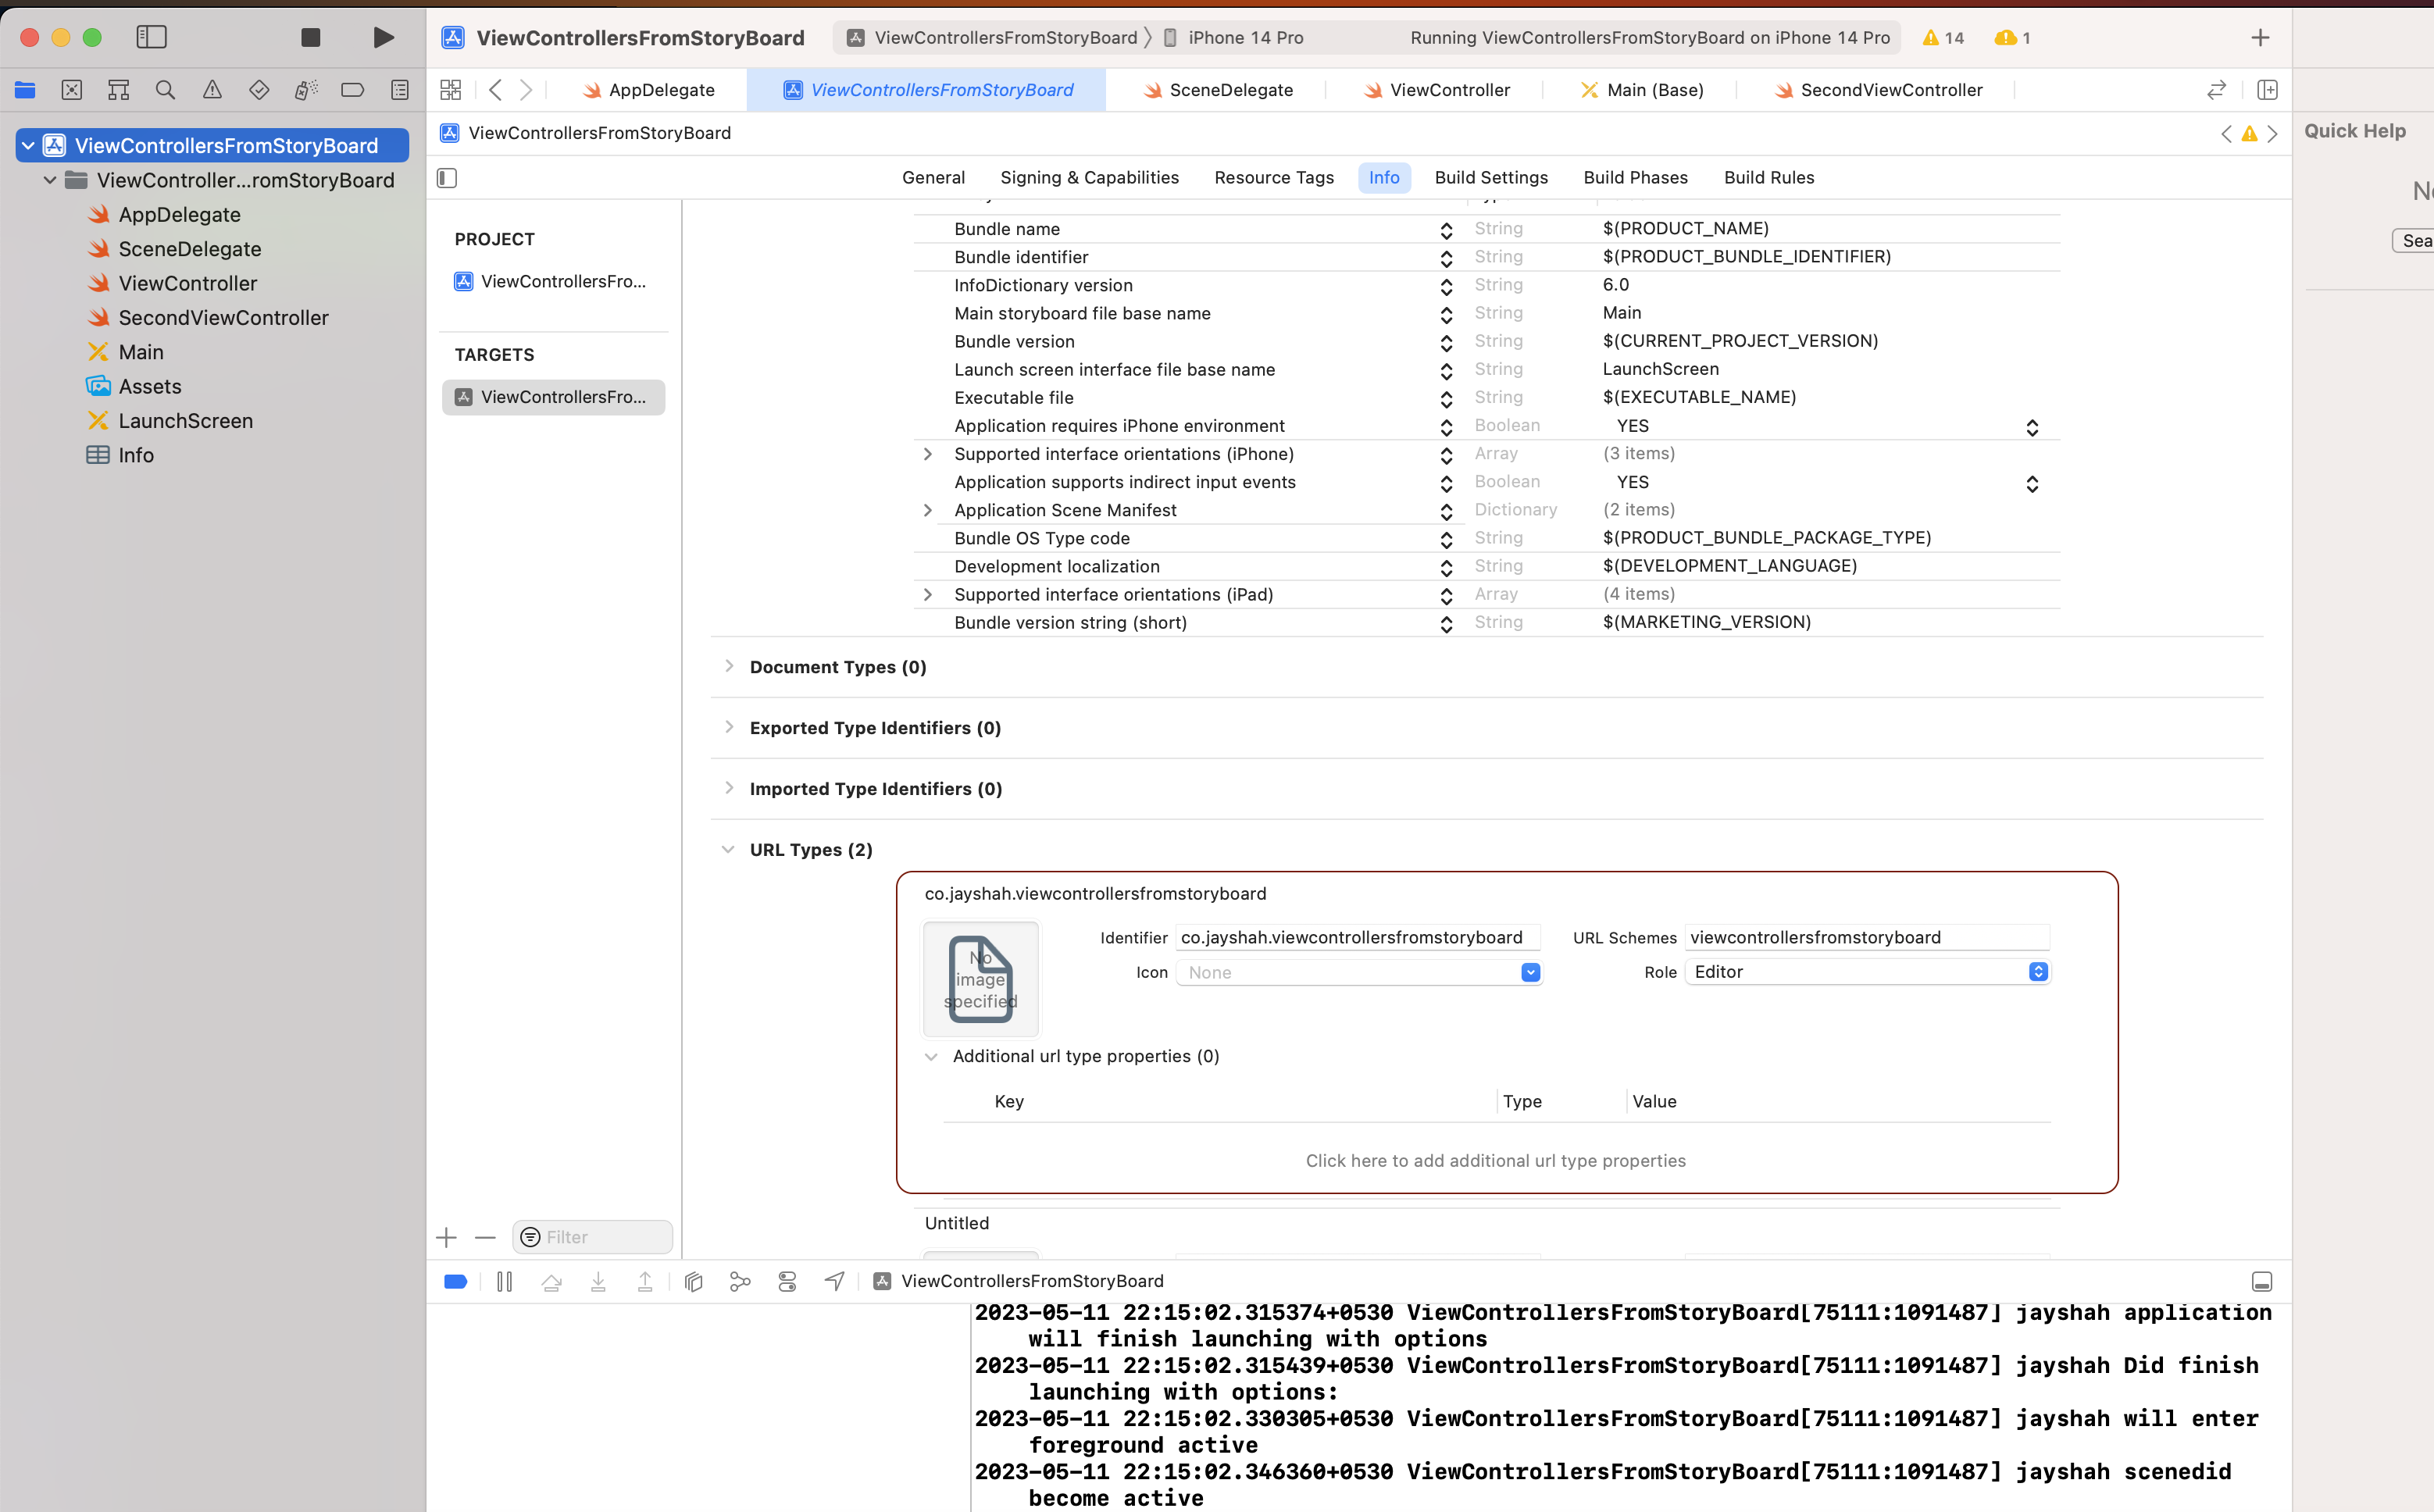 ViewControllersFromStoryBoard
ViewControllersFromStoryBoard
iPhone 14 Pro
Running ViewControllersFromStoryBoard on iPhone 14 Pro
14
1
AppDelegate
ViewControllersFromStoryBoard
SceneDelegate
ViewController
Main (Base)
SecondViewController
ViewControllersFromStoryBoard
ViewControllersFromStoryBoard
ViewController...romStoryBoard
AppDelegate
SceneDelegate
ViewController
SecondViewController
Main
Assets
LaunchScreen
Info
Quick Help
General
Signing & Capabilities
Resource Tags
Info
Build Settings
Build Phases
Build Rules
PROJECT
ViewControllersFro...
TARGETS
ViewControllersFro...
Filter
Bundle name String $(PRODUCT_NAME)
Bundle identifier String $(PRODUCT_BUNDLE_IDENTIFIER)
InfoDictionary version String 6.0
Main storyboard file base name String Main
Bundle version String $(CURRENT_PROJECT_VERSION)
Launch screen interface file base name String LaunchScreen
Executable file String $(EXECUTABLE_NAME)
Application requires iPhone environment Boolean YES
Supported interface orientations (iPhone) Array (3 items)
Application supports indirect input events Boolean YES
Application Scene Manifest Dictionary (2 items)
Bundle OS Type code String $(PRODUCT_BUNDLE_PACKAGE_TYPE)
Development localization String $(DEVELOPMENT_LANGUAGE)
Supported interface orientations (iPad) Array (4 items)
Bundle version string (short) String $(MARKETING_VERSION)
Document Types (0)
Exported Type Identifiers (0)
Imported Type Identifiers (0)
URL Types (2)
co.jayshah.viewcontrollersfromstoryboard
No
image
specified
Identifier co.jayshah.viewcontrollersfromstoryboard URL Schemes viewcontrollersfromstoryboard
Icon None Role Editor
Additional url type properties (0)
Key Type Value
Click here to add additional url type properties
Untitled
ViewControllersFromStoryBoard
2023-05-11 22:15:02.315374+0530 ViewControllersFromStoryBoard[75111:1091487] jayshah application
will finish launching with options
2023-05-11 22:15:02.315439+0530 ViewControllersFromStoryBoard[75111:1091487] jayshah Did finish
launching with options:
2023-05-11 22:15:02.330305+0530 ViewControllersFromStoryBoard[75111:1091487] jayshah will enter
foreground active
2023-05-11 22:15:02.346360+0530 ViewControllersFromStoryBoard[75111:1091487] jayshah scenedid
become active